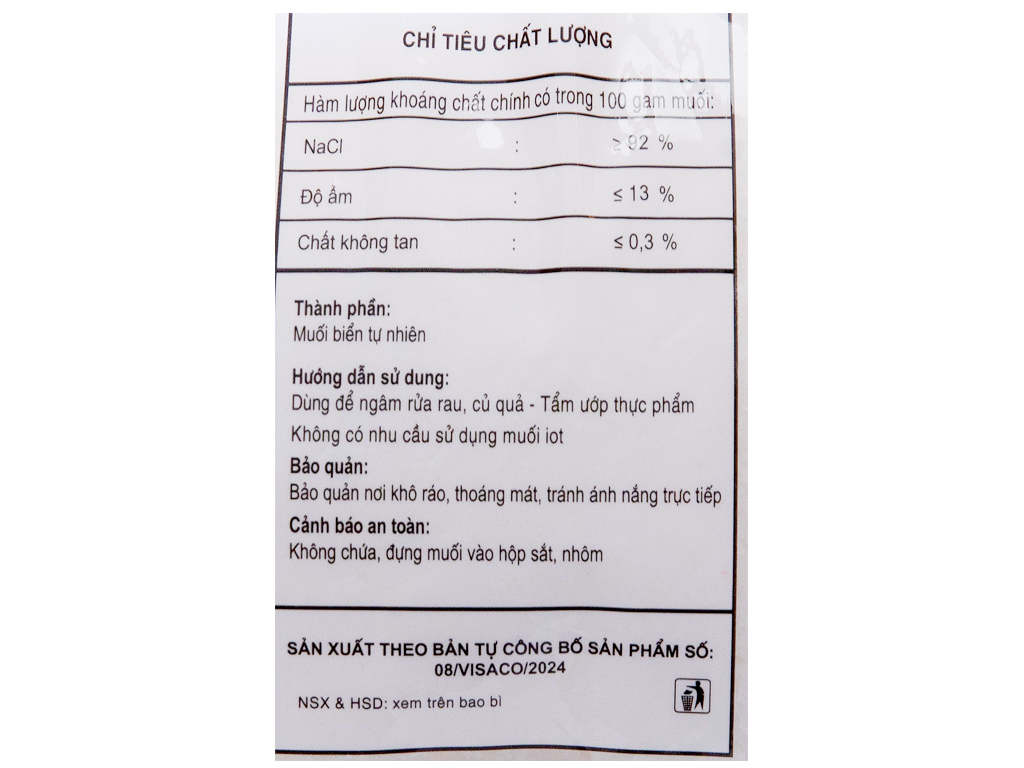 CHỈ TIÊU CHẤT LƯỢNG
Hàm lượng khoáng chất chính có trong 100 gam muối:
NaCl : ≥ 92 %
Độ ẩm : ≤ 13 %
Chất không tan : ≤ 0,3 %
Thành phần:
Muối biển tự nhiên
Hướng dẫn sử dung:
Dùng để ngâm rửa rau, củ quả - Tẩm ướp thực phẩm
Không có nhu cầu sử dụng muối iot
Bảo quản:
Bảo quản nơi khô ráo, thoáng mát, tránh ánh nắng trực tiếp
Cảnh báo an toàn:
Không chứa, đựng muối vào hộp sắt, nhôm
SẢN XUẤT THEO BẢN TỰ CÔNG BỐ SẢN PHẨM SỐ:
08/VISACO/2024
NSX & HSD: xem trên bao bì